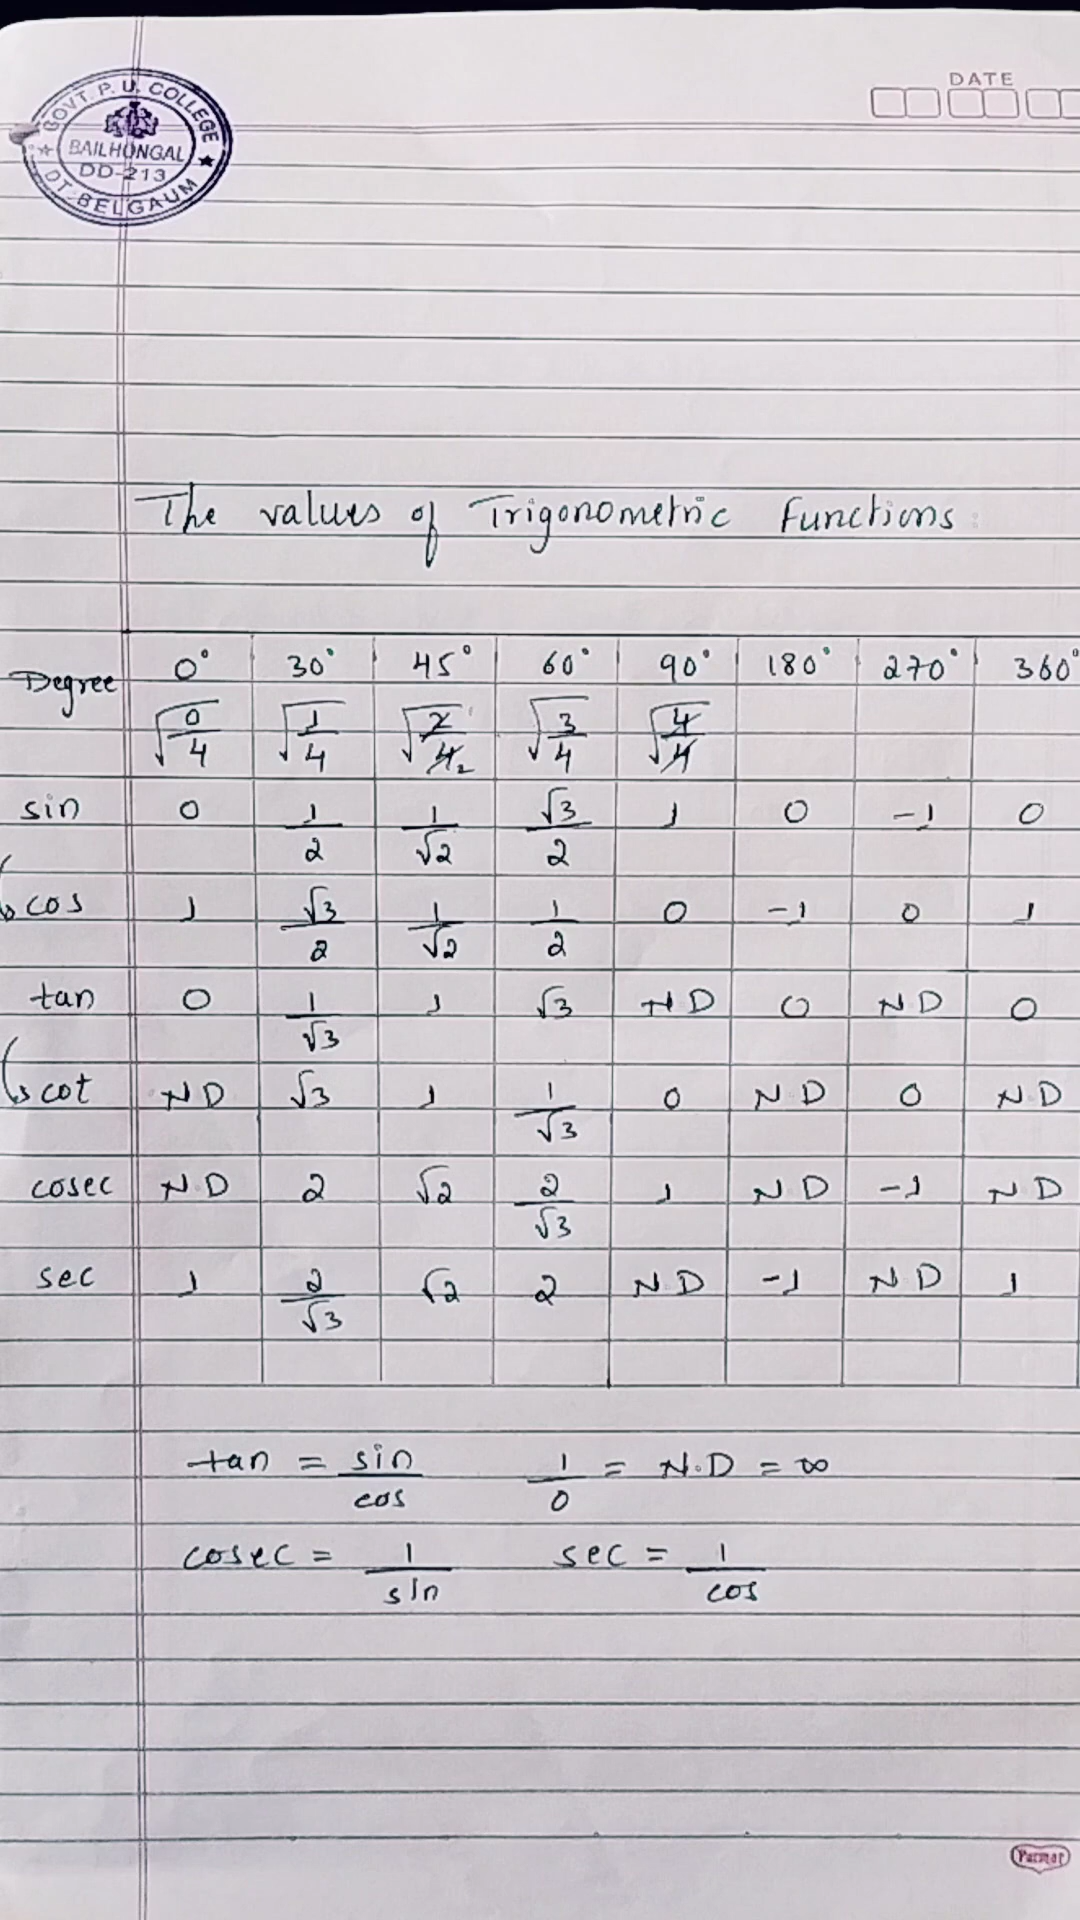 GOVT. P. U. COLLEGE
BAILHONGAL
DD-213
DT. BELGAUM
DATE
The values of Trigonometric Functions:
Degree 0° 30° 45° 60° 90° 180° 270° 360°
√(0/4) √(1/4) √(2/4) 2 √(3/4) √(4/4)
sin 0 1/2 1/√2 √3/2 1 0 -1 0
cos 1 √3/2 1/√2 1/2 0 -1 0 1
tan 0 1/√3 1 √3 ND 0 ND 0
cot ND √3 1 1/√3 0 ND 0 N.D
cosec N.D 2 √2 2/√3 1 ND -1 ND
sec 1 2/√3 √2 2 N.D -1 ND 1
tan = sin/cos 1/0 = N.D = ∞
cosec = 1/sin sec = 1/cos
Parmar